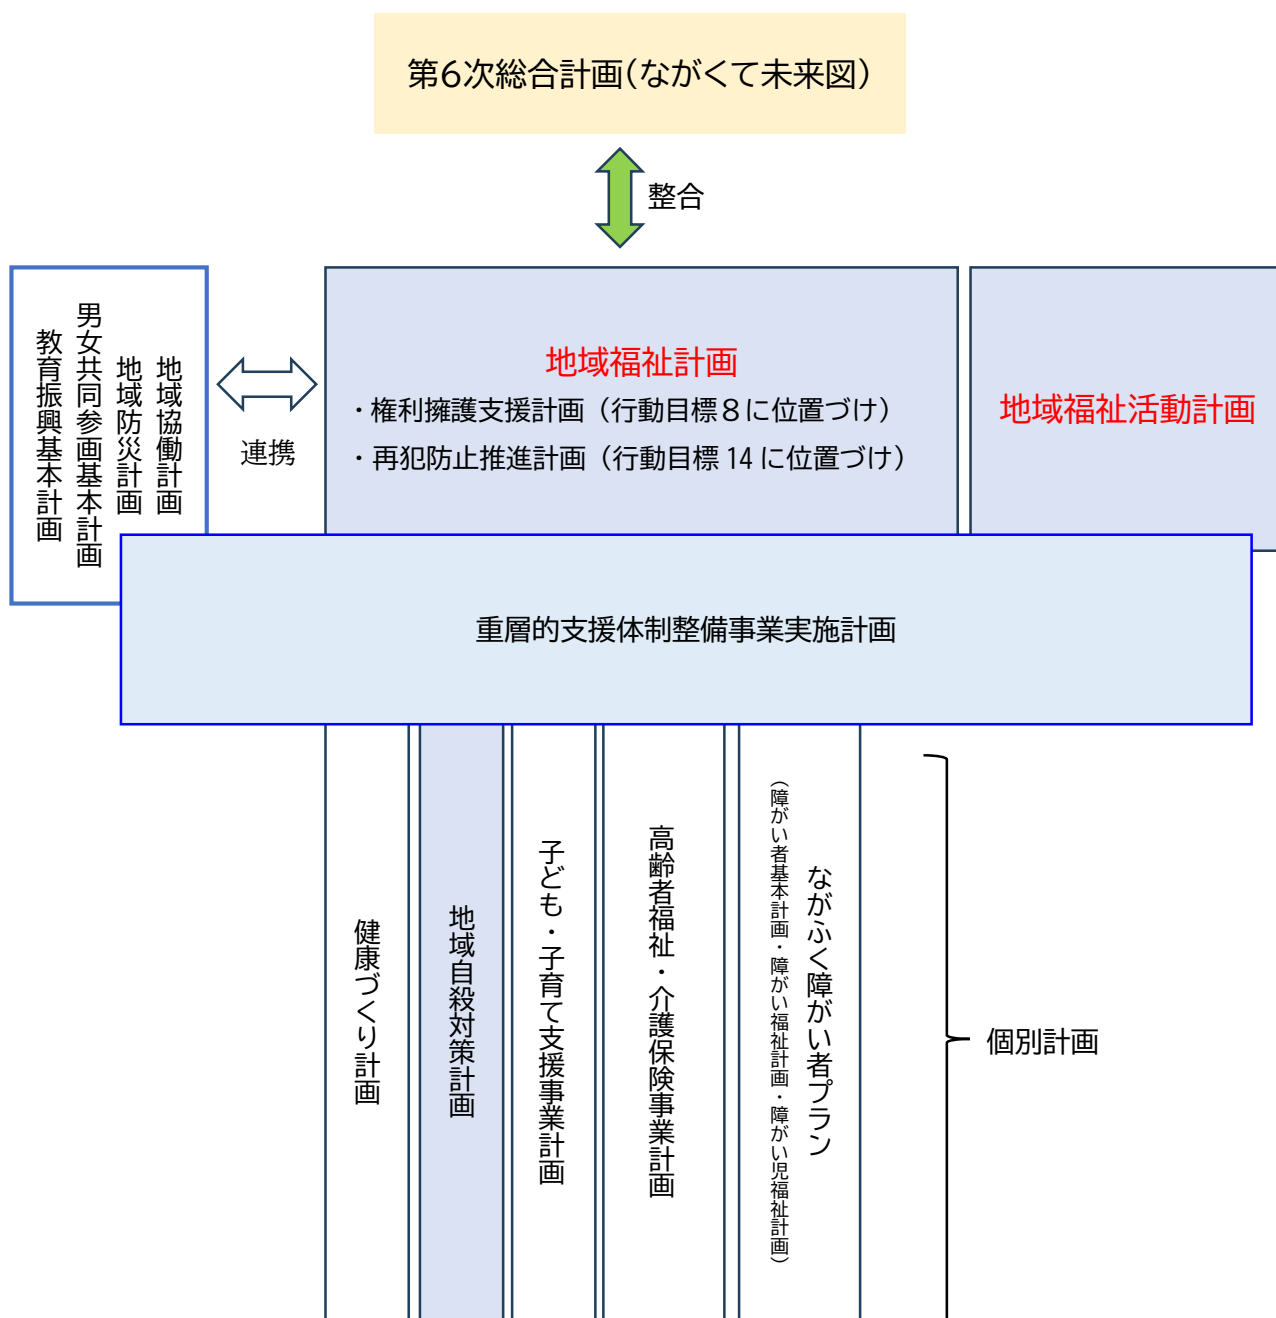 第6次総合計画(ながくて未来図)
整合
地域協働計画
地域防災計画
男女共同参画基本計画
教育振興基本計画
連携
地域福祉計画
・権利擁護支援計画（行動目標８に位置づけ）
・再犯防止推進計画（行動目標 14 に位置づけ）
地域福祉活動計画
重層的支援体制整備事業実施計画
ながふく障がい者プラン
（障がい者基本計画・障がい福祉計画・障がい児福祉計画）
高齢者福祉・介護保険事業計画
子ども・子育て支援事業計画
地域自殺対策計画
健康づくり計画
個別計画